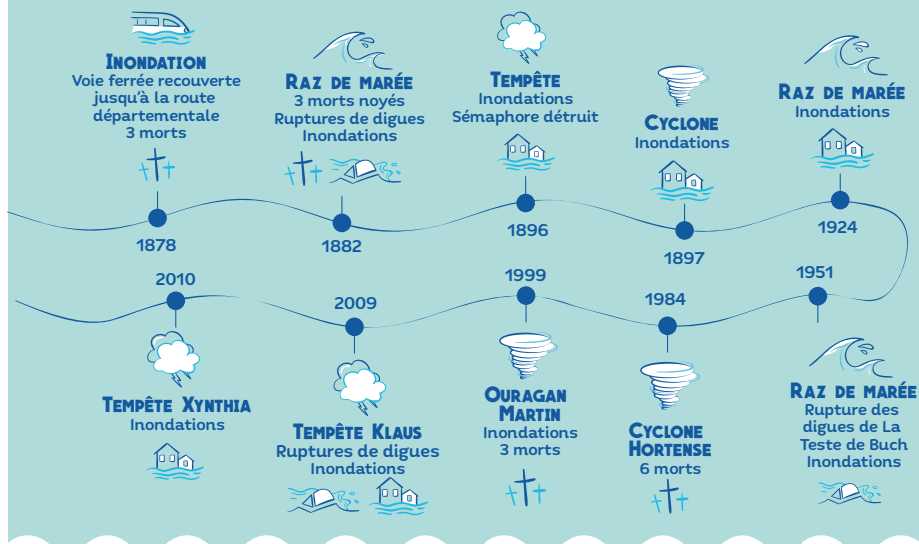 INONDATION
Voie ferrée recouverte
jusqu'à la route
départementale
3 morts
1878
RAZ DE MARÉE
3 morts noyés
Ruptures de digues
Inondations
1882
TEMPÊTE
Inondations
Sémaphore détruit
1896
CYCLONE
Inondations
1897
RAZ DE MARÉE
Inondations
1924
1951
RAZ DE MARÉE
Rupture des
digues de La
Teste de Buch
Inondations
1984
CYCLONE
HORTENSE
6 morts
1999
OURAGAN
MARTIN
Inondations
3 morts
2009
TEMPÊTE KLAUS
Ruptures de digues
Inondations
2010
TEMPÊTE XYNTHIA
Inondations